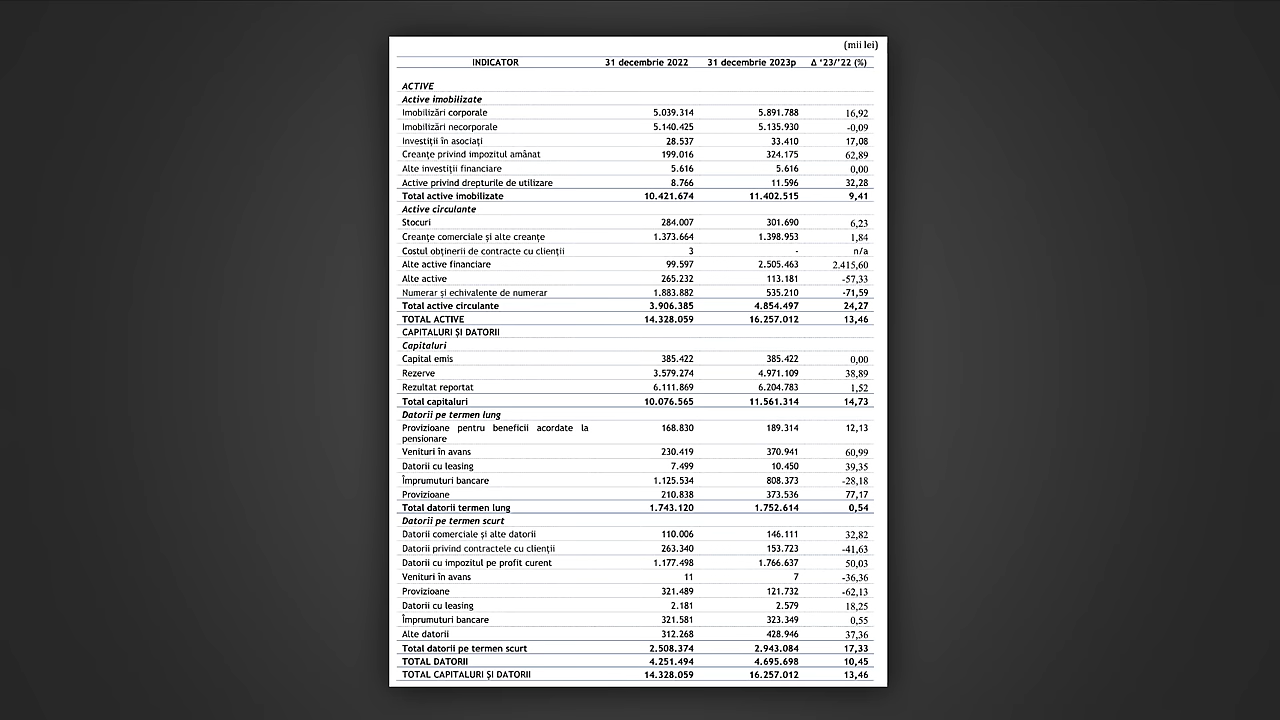 (mii lei)
INDICATOR 31 decembrie 2022 31 decembrie 2023p Δ '23/'22 (%)
ACTIVE
Active imobilizate
Imobilizări corporale 5.039.314 5.891.788 16,92
Imobilizări necorporale 5.140.425 5.135.930 -0,09
Investiții în asociați 28.537 33.410 17,08
Creanțe privind impozitul amânat 199.016 324.175 62,89
Alte investiții financiare 5.616 5.616 0,00
Active privind drepturile de utilizare 8.766 11.596 32,28
Total active imobilizate 10.421.674 11.402.515 9,41
Active circulante
Stocuri 284.007 301.690 6,23
Creanțe comerciale și alte creanțe 1.373.664 1.398.953 1,84
Costul obținerii de contracte cu clienții 3 - n/a
Alte active financiare 99.597 2.505.463 2.415,60
Alte active 265.232 113.181 -57,33
Numerar și echivalente de numerar 1.883.882 535.210 -71,59
Total active circulante 3.906.385 4.854.497 24,27
TOTAL ACTIVE 14.328.059 16.257.012 13,46
CAPITALURI ȘI DATORII
Capitaluri
Capital emis 385.422 385.422 0,00
Rezerve 3.579.274 4.971.109 38,89
Rezultat reportat 6.111.869 6.204.783 1,52
Total capitaluri 10.076.565 11.561.314 14,73
Datorii pe termen lung
Provizioane pentru beneficii acordate la 168.830 189.314 12,13
pensionare
Venituri în avans 230.419 370.941 60,99
Datorii cu leasing 7.499 10.450 39,35
Împrumuturi bancare 1.125.534 808.373 -28,18
Provizioane 210.838 373.536 77,17
Total datorii termen lung 1.743.120 1.752.614 0,54
Datorii pe termen scurt
Datorii comerciale și alte datorii 110.006 146.111 32,82
Datorii privind contractele cu clienții 263.340 153.723 -41,63
Datorii cu impozitul pe profit curent 1.177.498 1.766.637 50,03
Venituri în avans 11 7 -36,36
Provizioane 321.489 121.732 -62,13
Datorii cu leasing 2.181 2.579 18,25
Împrumuturi bancare 321.581 323.349 0,55
Alte datorii 312.268 428.946 37,36
Total datorii pe termen scurt 2.508.374 2.943.084 17,33
TOTAL DATORII 4.251.494 4.695.698 10,45
TOTAL CAPITALURI ȘI DATORII 14.328.059 16.257.012 13,46